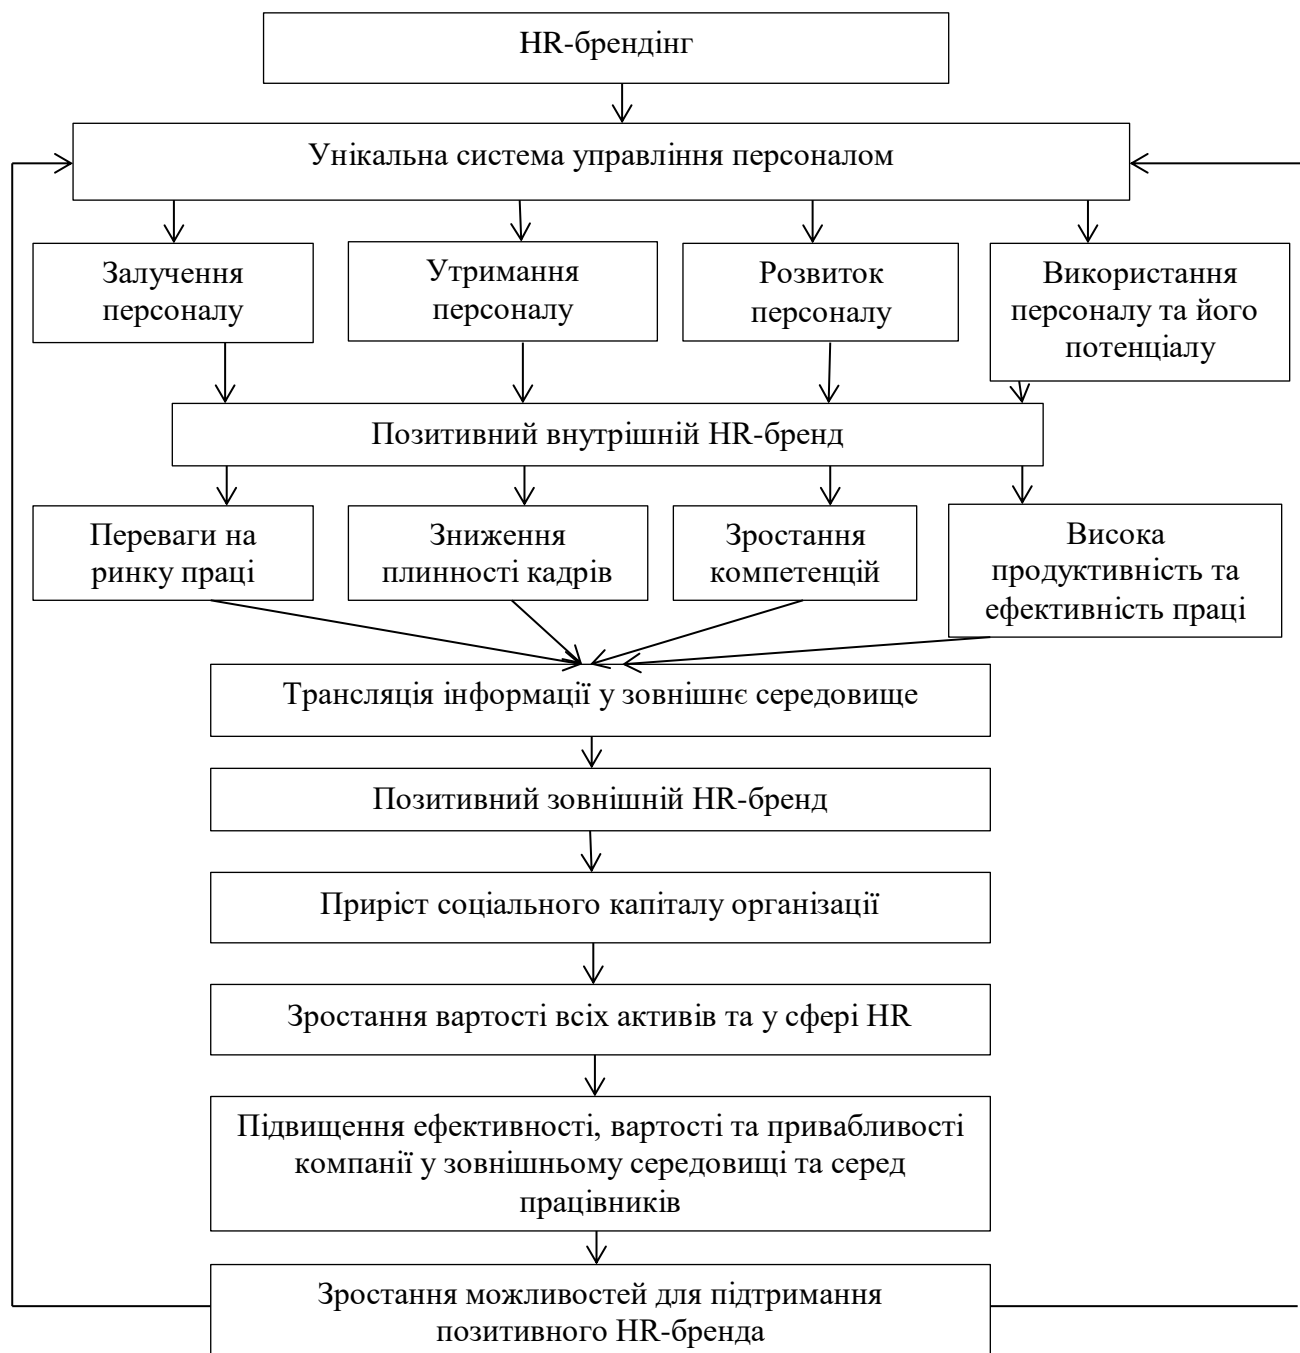 HR-брендінг
Унікальна система управління персоналом
Залучення
персоналу
Утримання
персоналу
Розвиток
персоналу
Використання
персоналу та його
потенціалу
Позитивний внутрішній HR-бренд
Переваги на
ринку праці
Зниження
плинності кадрів
Зростання
компетенцій
Висока
продуктивність та
ефективність праці
Трансляція інформації у зовнішнє середовище
Позитивний зовнішній HR-бренд
Приріст соціального капіталу організації
Зростання вартості всіх активів та у сфері HR
Підвищення ефективності, вартості та привабливості
компанії у зовнішньому середовищі та серед
працівників
Зростання можливостей для підтримання
позитивного HR-бренда